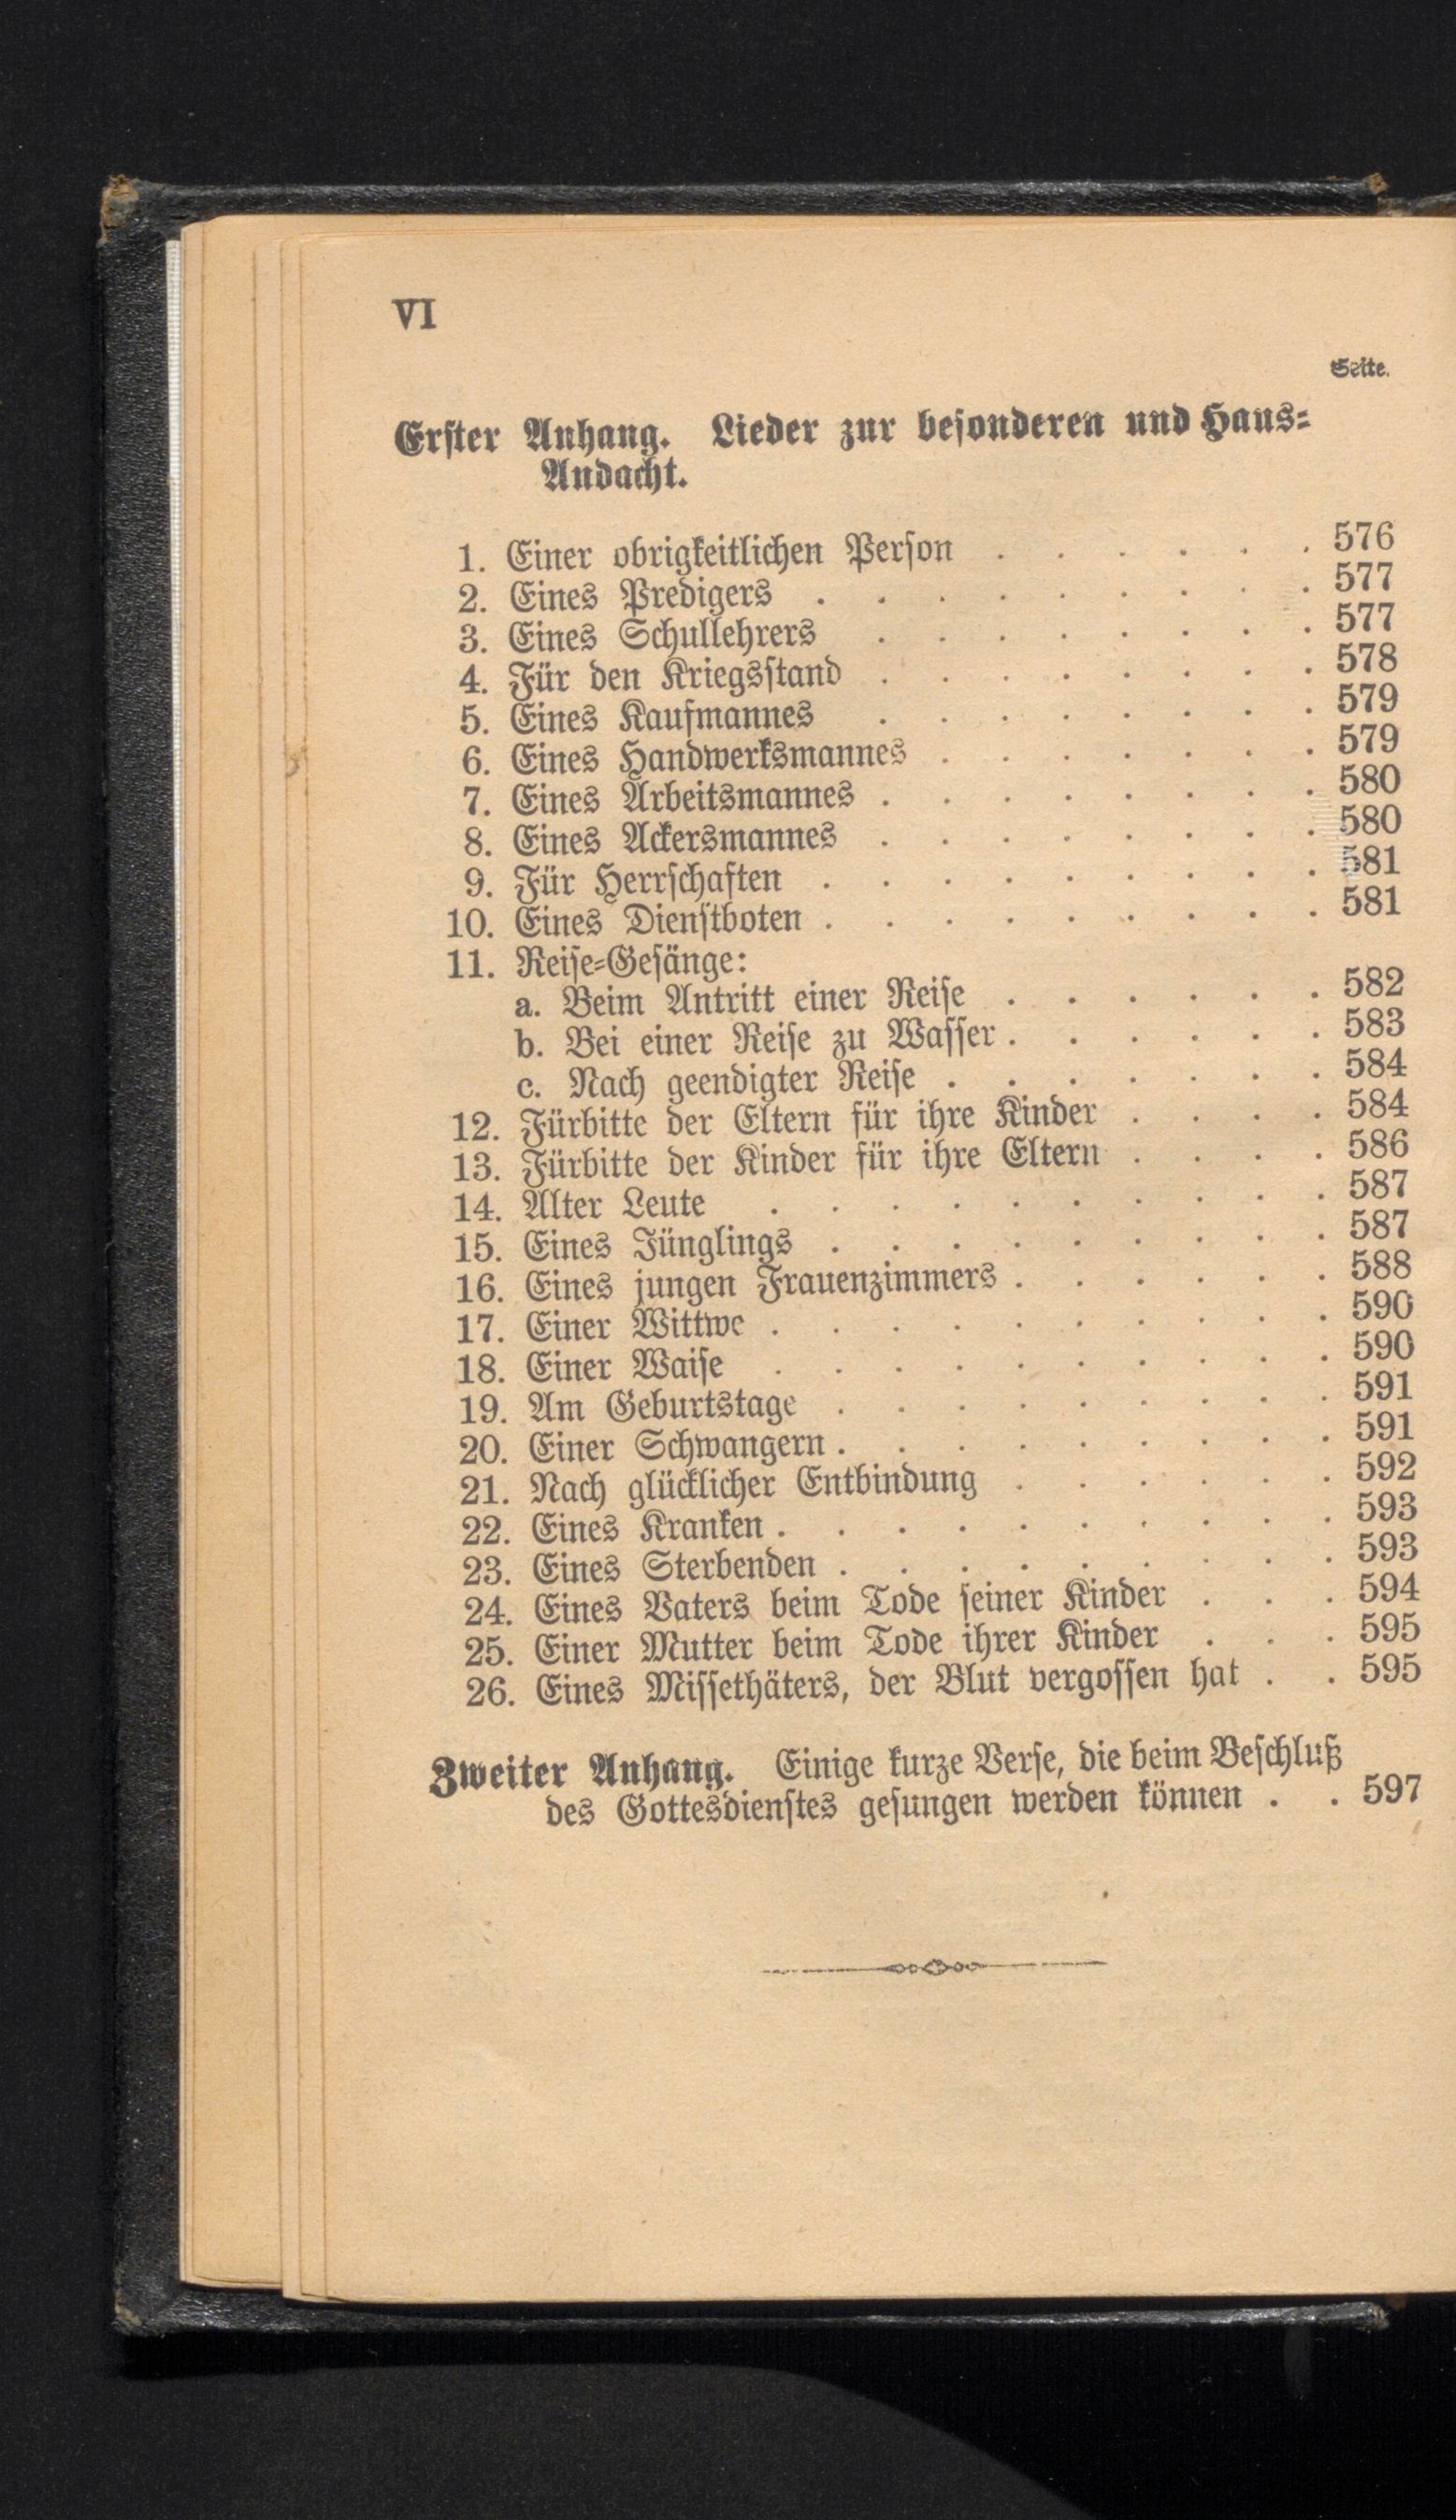 VI
Seite.
Erster Anhang. Lieder zur besonderen und Haus-
Andacht.
1. Einer obrigkeitlichen Person . . . . . . 576
2. Eines Predigers . . . . . . . . . 577
3. Eines Schullehrers . . . . . . . . 577
4. Für den Kriegsstand . . . . . . . . 578
5. Eines Kaufmannes . . . . . . . . 579
6. Eines Handwerksmannes . . . . . . . 579
7. Eines Arbeitsmannes . . . . . . . . 580
8. Eines Ackersmannes . . . . . . . . 580
9. Für Herrschaften . . . . . . . . . 581
10. Eines Dienstboten . . . . . . . . . 581
11. Reise-Gesänge:
a. Beim Antritt einer Reise . . . . . . 582
b. Bei einer Reise zu Wasser . . . . . . 583
c. Nach geendigter Reise . . . . . . . 584
12. Fürbitte der Eltern für ihre Kinder . . . . 584
13. Fürbitte der Kinder für ihre Eltern . . . . 586
14. Alter Leute . . . . . . . . . . 587
15. Eines Jünglings . . . . . . . . . 587
16. Eines jungen Frauenzimmers . . . . . . 588
17. Einer Wittwe . . . . . . . . . . 590
18. Einer Waise . . . . . . . . . . 590
19. Am Geburtstage . . . . . . . . . 591
20. Einer Schwangern . . . . . . . . . 591
21. Nach glücklicher Entbindung . . . . . . 592
22. Eines Kranken . . . . . . . . . . 593
23. Eines Sterbenden . . . . . . . . . 593
24. Eines Vaters beim Tode seiner Kinder . . . 594
25. Einer Mutter beim Tode ihrer Kinder . . . 595
26. Eines Missethäters, der Blut vergossen hat . . 595
Zweiter Anhang. Einige kurze Verse, die beim Beschluß
des Gottesdienstes gesungen werden können . . 597